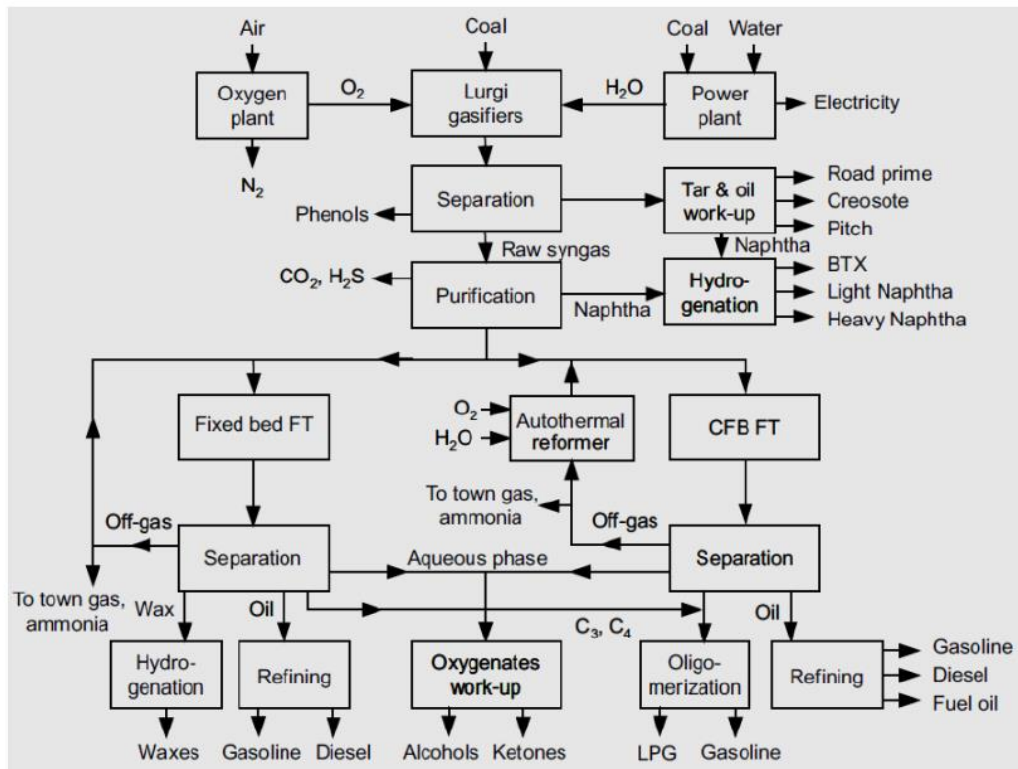 Air
Coal
Coal
Water
Oxygen
plant
O2
Lurgi
gasifiers
H2O
Power
plant
Electricity
N2
Phenols
Separation
Tar & oil
work-up
Road prime
Creosote
Pitch
Raw syngas
Naphtha
CO2, H2S
Purification
Naphtha
Hydro-
genation
BTX
Light Naphtha
Heavy Naphtha
Fixed bed FT
O2
H2O
Autothermal
reformer
CFB FT
To town gas,
ammonia
Off-gas
Separation
Aqueous phase
Off-gas
Separation
To town gas,
ammonia
Wax
Oil
C3, C4
Oil
Hydro-
genation
Refining
Oxygenates
work-up
Oligo-
merization
Refining
Gasoline
Diesel
Fuel oil
Waxes
Gasoline
Diesel
Alcohols
Ketones
LPG
Gasoline